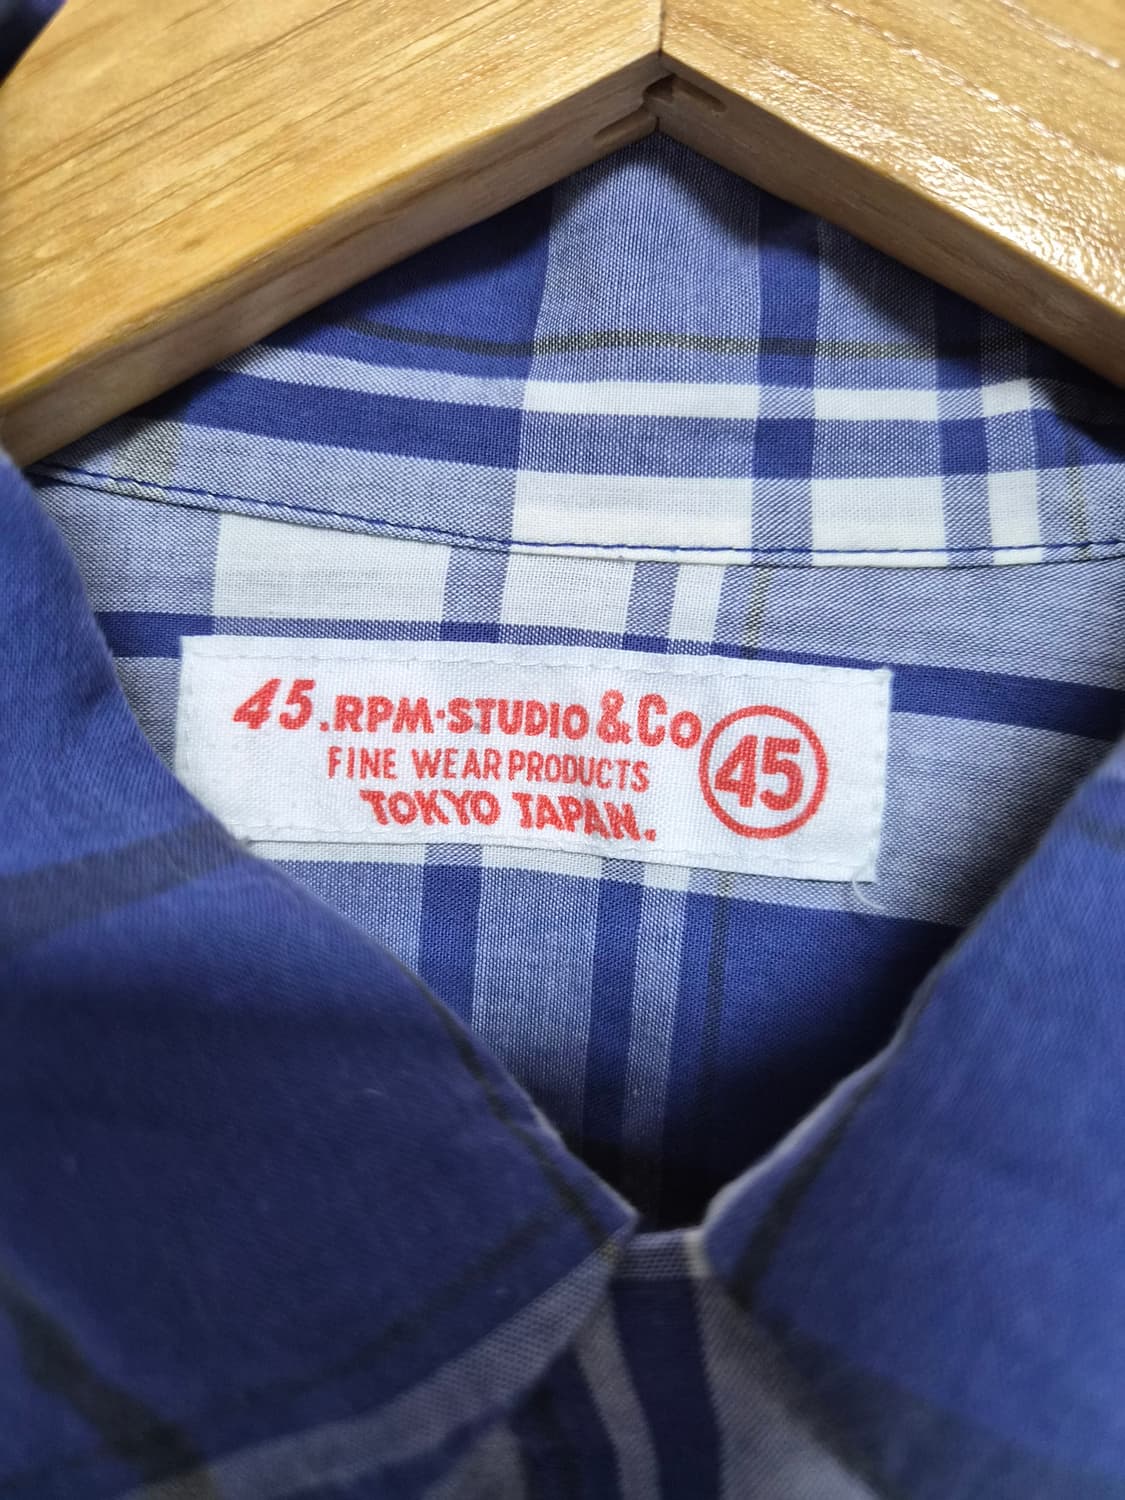 45.RPM·STUDIO&Co
FINE WEAR PRODUCTS
TOKYO JAPAN.
45